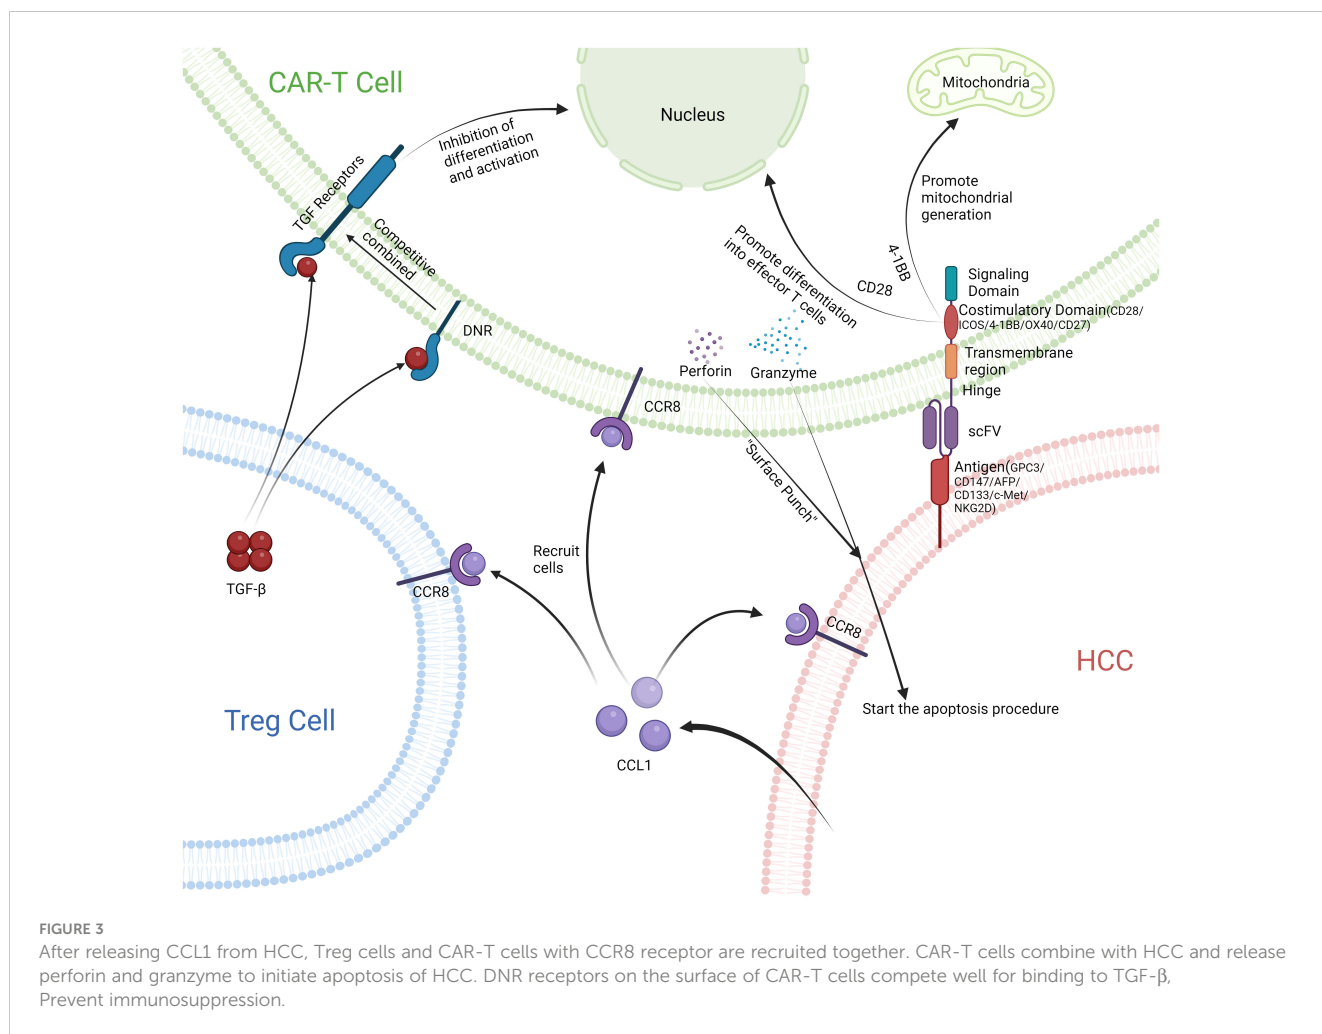 CAR-T Cell
Nucleus
Mitochondria
Inhibition of
differentiation
and activation
TGF Receptors
Competitive
combined
DNR
Promote
mitochondrial
generation
4-1BB
Promote differentiation
into effector T
cells
CD28
Signaling
Domain
Costimulatory Domain(CD28/
ICOS/4-1BB/OX40/CD27)
Transmembrane
region
Hinge
scFV
Antigen(GPC3/
CD147/AFP/
CD133/c-Met/
NKG2D)
Perforin
Granzyme
CCR8
"Surface Punch"
Recruit
cells
TGF-β
CCR8
CCR8
HCC
Treg Cell
Start the apoptosis procedure
CCL1
FIGURE 3
After releasing CCL1 from HCC, Treg cells and CAR-T cells with CCR8 receptor are recruited together. CAR-T cells combine with HCC and release
perforin and granzyme to initiate apoptosis of HCC. DNR receptors on the surface of CAR-T cells compete well for binding to TGF-β,
Prevent immunosuppression.